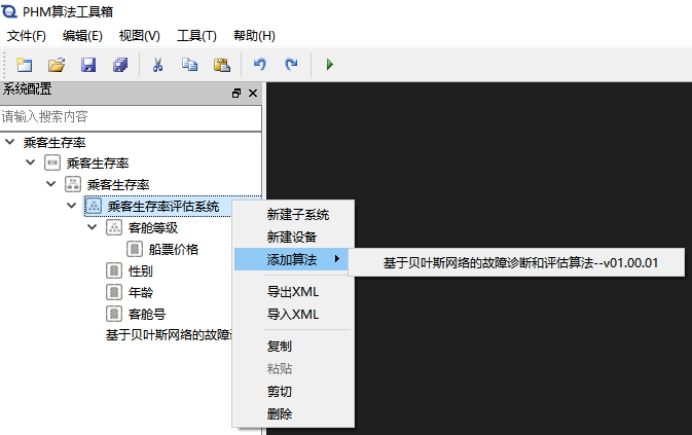 PHM算法工具箱
文件(F) 编辑(E) 视图(V) 工具(T) 帮助(H)
系统配置
请输入搜索内容
乘客生存率
乘客生存率
乘客生存率
乘客生存率评估系统
客舱等级
船票价格
性别
年龄
客舱号
基于贝叶斯网络的故障
新建子系统
新建设备
添加算法
基于贝叶斯网络的故障诊断和评估算法--v01.00.01
导出XML
导入XML
复制
粘贴
剪切
删除